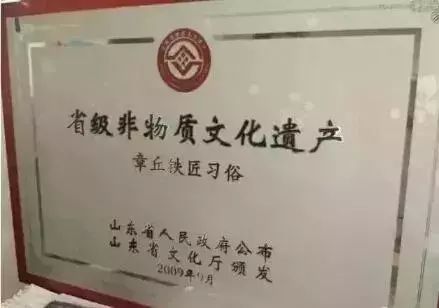 省级非物质文化遗产
章丘铁匠习俗
山东省人民政府公布
山东省文化厅颁发
2009年9月